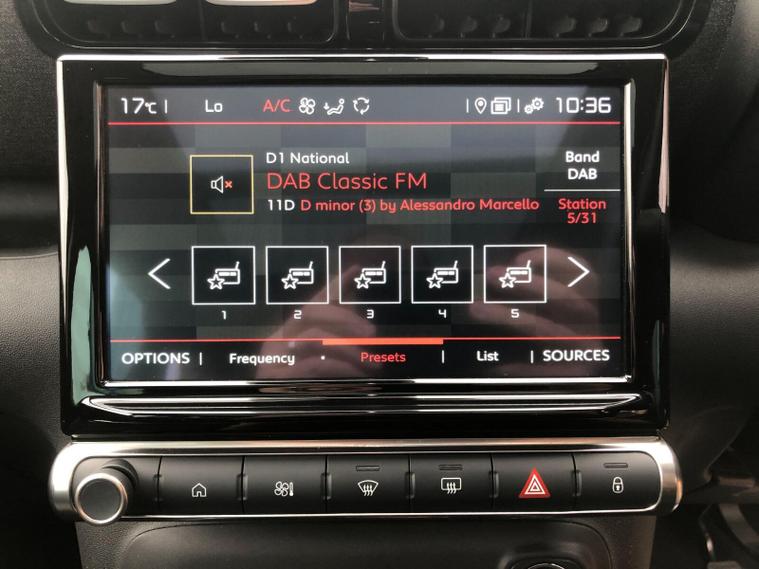 17℃ | Lo A/C | | 10:36
D1 National
DAB Classic FM
11D D minor (3) by Alessandro Marcello
Band
DAB
Station
5/31
1 2 3 4 5
OPTIONS | Frequency Presets | List | SOURCES